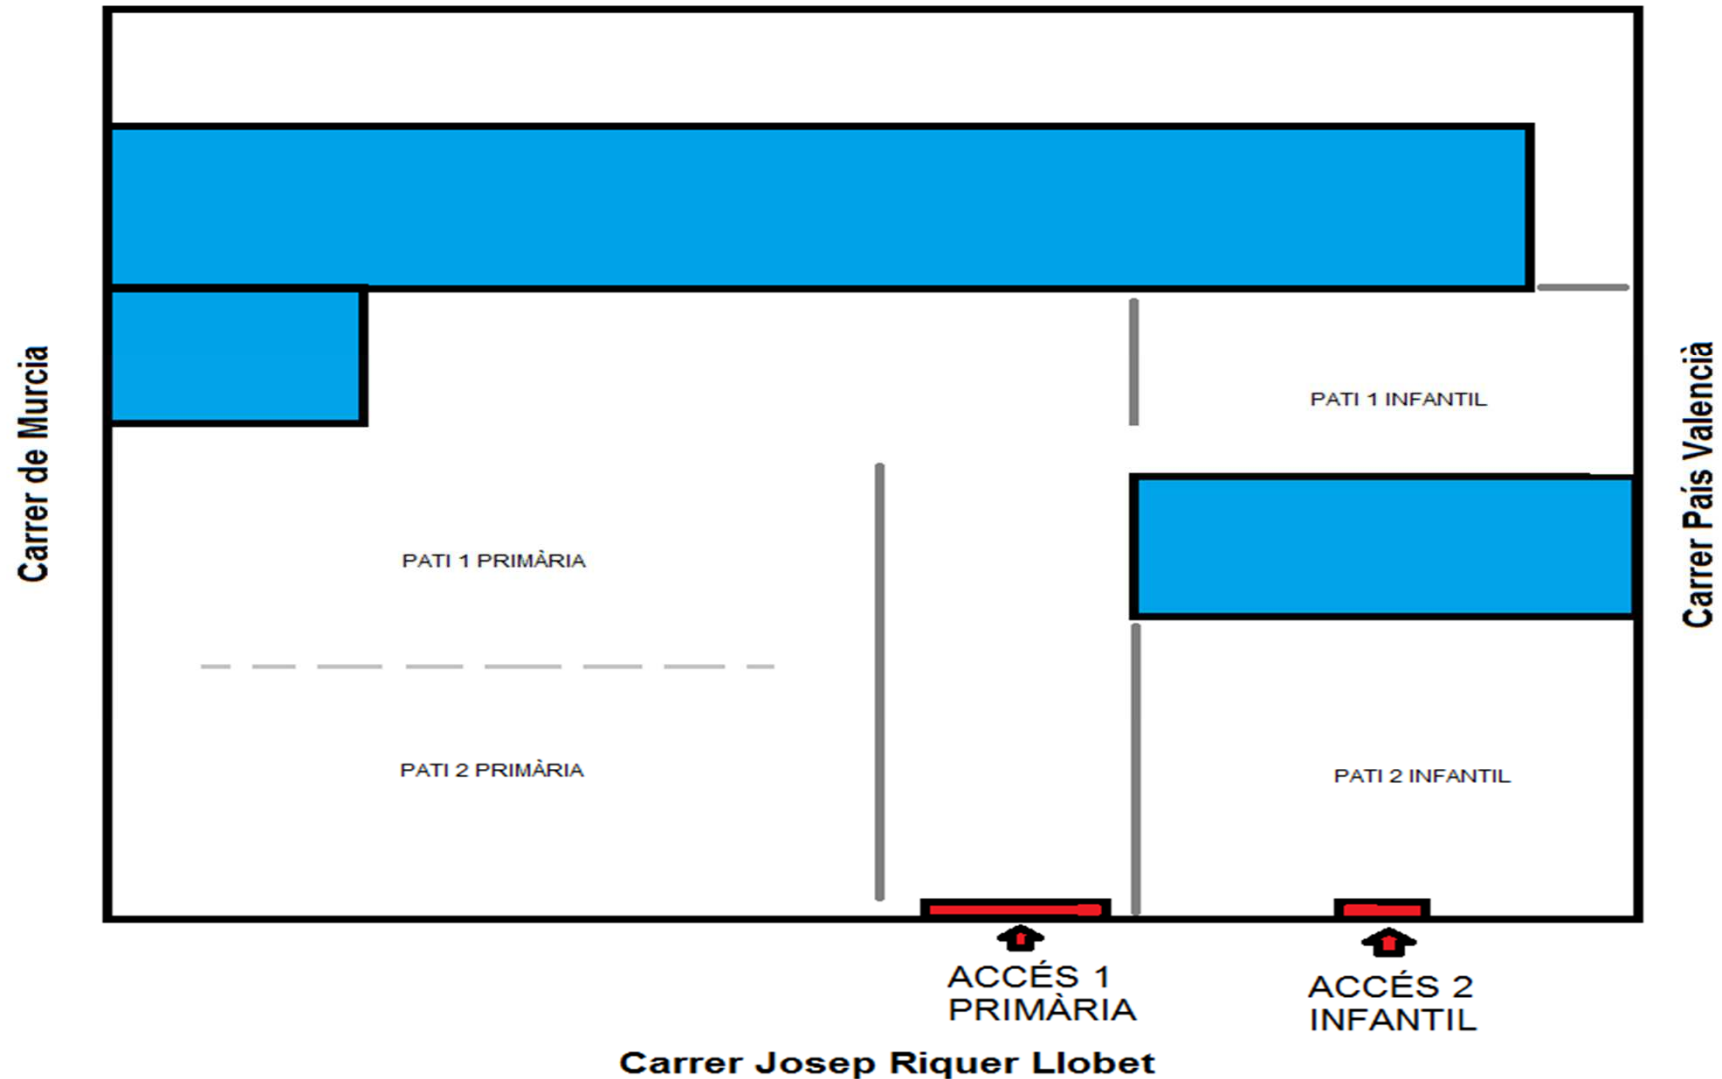 Carrer de Murcia
PATI 1 INFANTIL
Carrer País Valencià
PATI 1 PRIMÀRIA
PATI 2 PRIMÀRIA
PATI 2 INFANTIL
ACCÉS 1
PRIMÀRIA
ACCÉS 2
INFANTIL
Carrer Josep Riquer Llobet